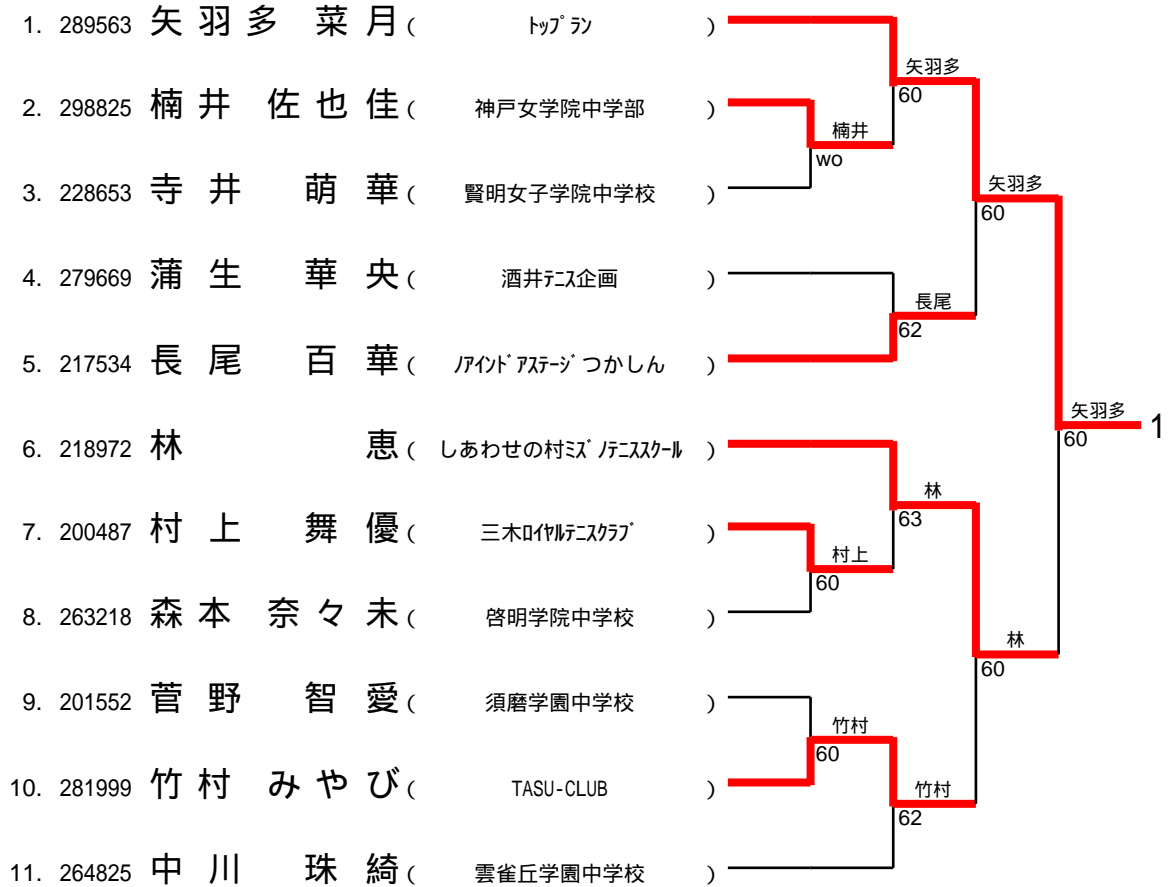 1. 289563 矢羽多 菜月 ( トップラン )
矢羽多
60
2. 298825 楠井 佐也佳 ( 神戸女学院中学部 )
楠井
wo
3. 228653 寺井 萌華 ( 賢明女子学院中学校 )
矢羽多
60
4. 279669 蒲生 華央 ( 酒井テニス企画 )
長尾
62
5. 217534 長尾 百華 ( ノアインドアステージつかしん )
矢羽多 1
60
6. 218972 林 恵 ( しあわせの村ミズノテニススクール )
林
63
7. 200487 村上 舞優 ( 三木ロイヤルテニスクラブ )
村上
60
8. 263218 森本 奈々未 ( 啓明学院中学校 )
林
60
9. 201552 菅野 智愛 ( 須磨学園中学校 )
竹村
60
10. 281999 竹村 みやび ( TASU-CLUB )
竹村
62
11. 264825 中川 珠綺 ( 雲雀丘学園中学校 )